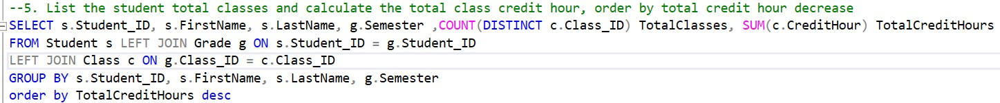 --5. List the student total classes and calculate the total class credit hour, order by total credit hour decrease
SELECT s.Student_ID, s.FirstName, s.LastName, g.Semester ,COUNT(DISTINCT c.Class_ID) TotalClasses, SUM(c.CreditHour) TotalCreditHours
FROM Student s LEFT JOIN Grade g ON s.Student_ID = g.Student_ID
LEFT JOIN Class c ON g.Class_ID = c.Class_ID
GROUP BY s.Student_ID, s.FirstName, s.LastName, g.Semester
order by TotalCreditHours desc